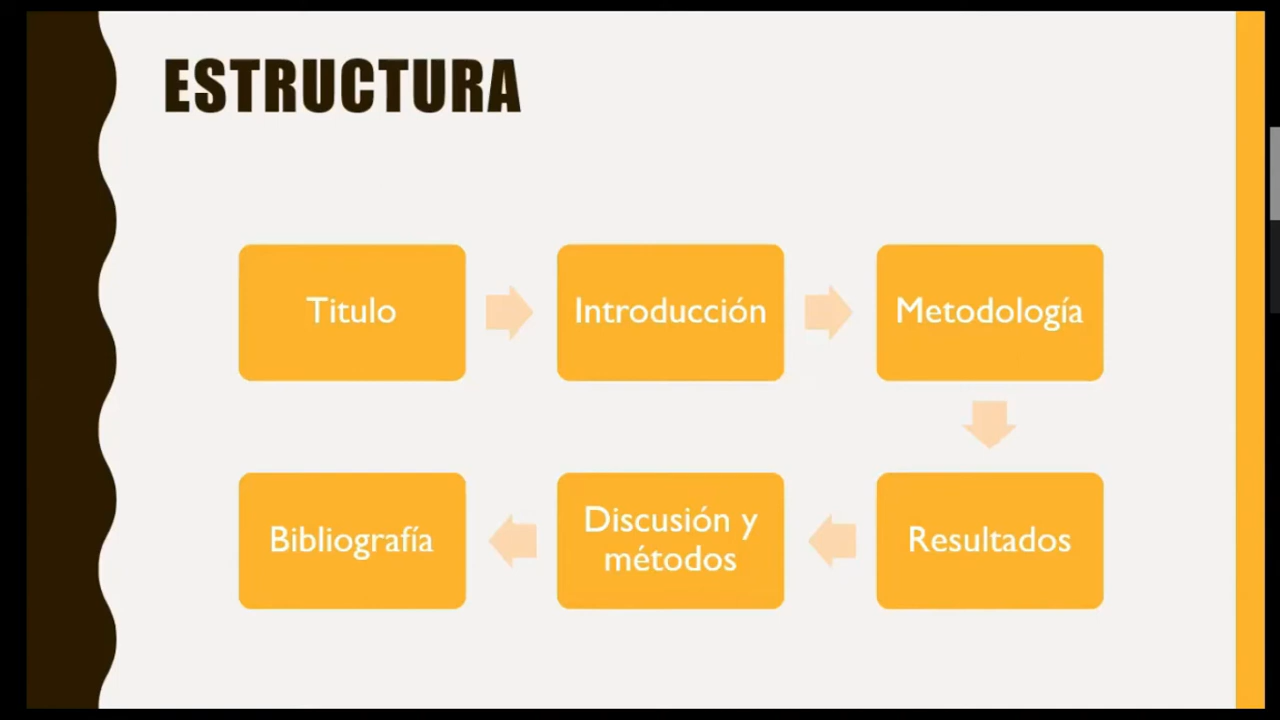 ESTRUCTURA
Titulo
Introducción
Metodología
Resultados
Discusión y
métodos
Bibliografía